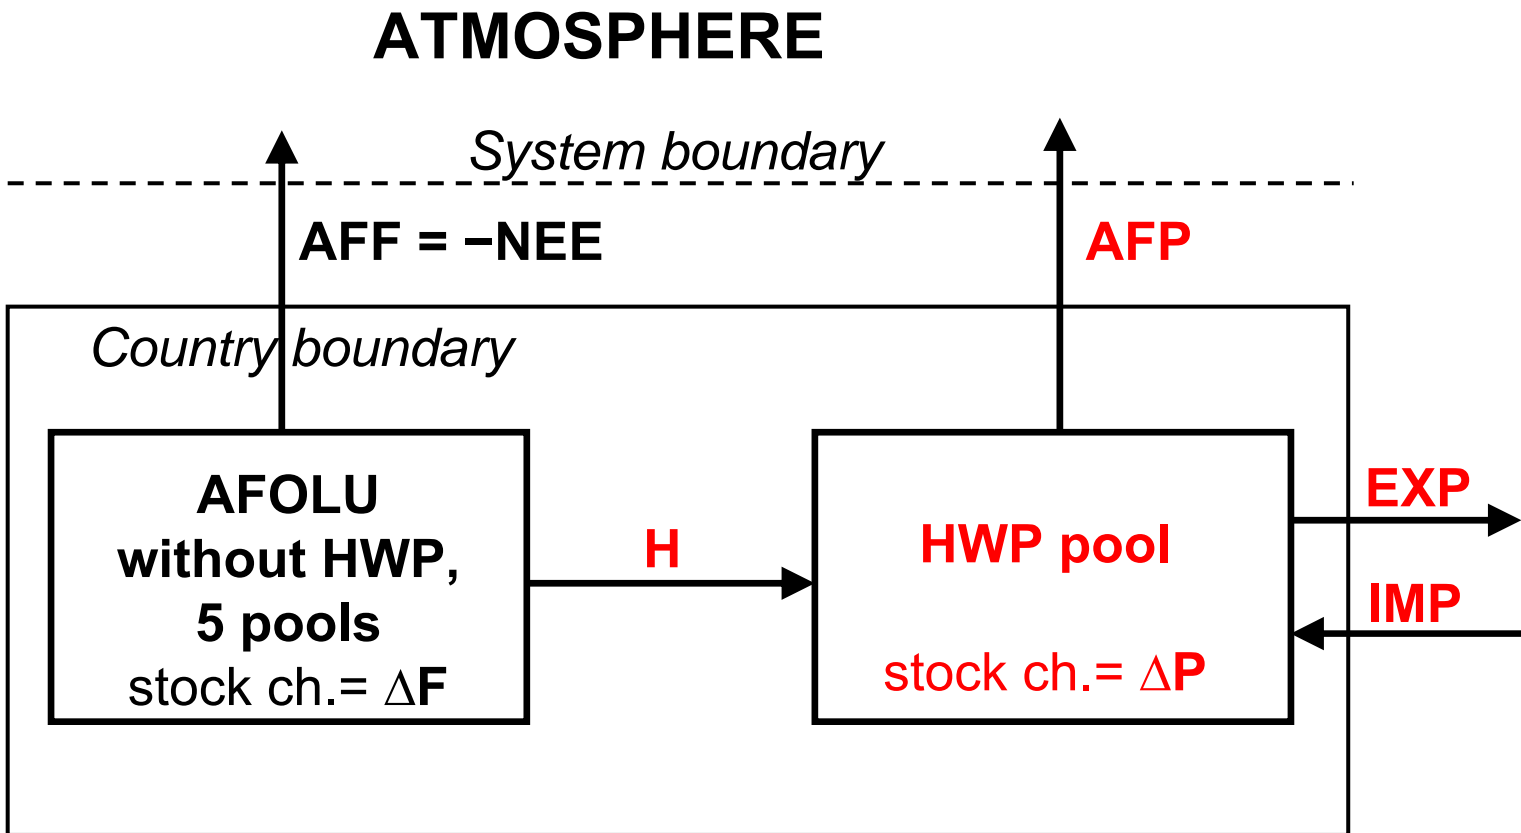 ATMOSPHERE
System boundary
AFF = −NEE
AFP
Country boundary
AFOLU
without HWP,
5 pools
stock ch.= ΔF
H
HWP pool
stock ch.= ΔP
EXP
IMP